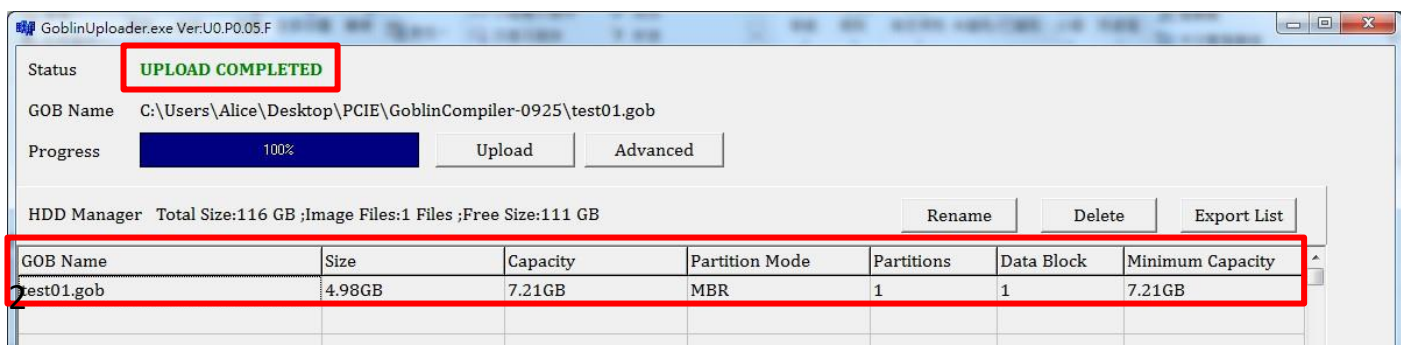 GoblinUploader.exe Ver:U0.P0.05.F
Status UPLOAD COMPLETED
GOB Name C:\Users\Alice\Desktop\PCIE\GoblinCompiler-0925\test01.gob
Progress 100% Upload Advanced
HDD Manager Total Size:116 GB ;Image Files:1 Files ;Free Size:111 GB Rename Delete Export List
GOB Name Size Capacity Partition Mode Partitions Data Block Minimum Capacity
test01.gob 4.98GB 7.21GB MBR 1 1 7.21GB
2